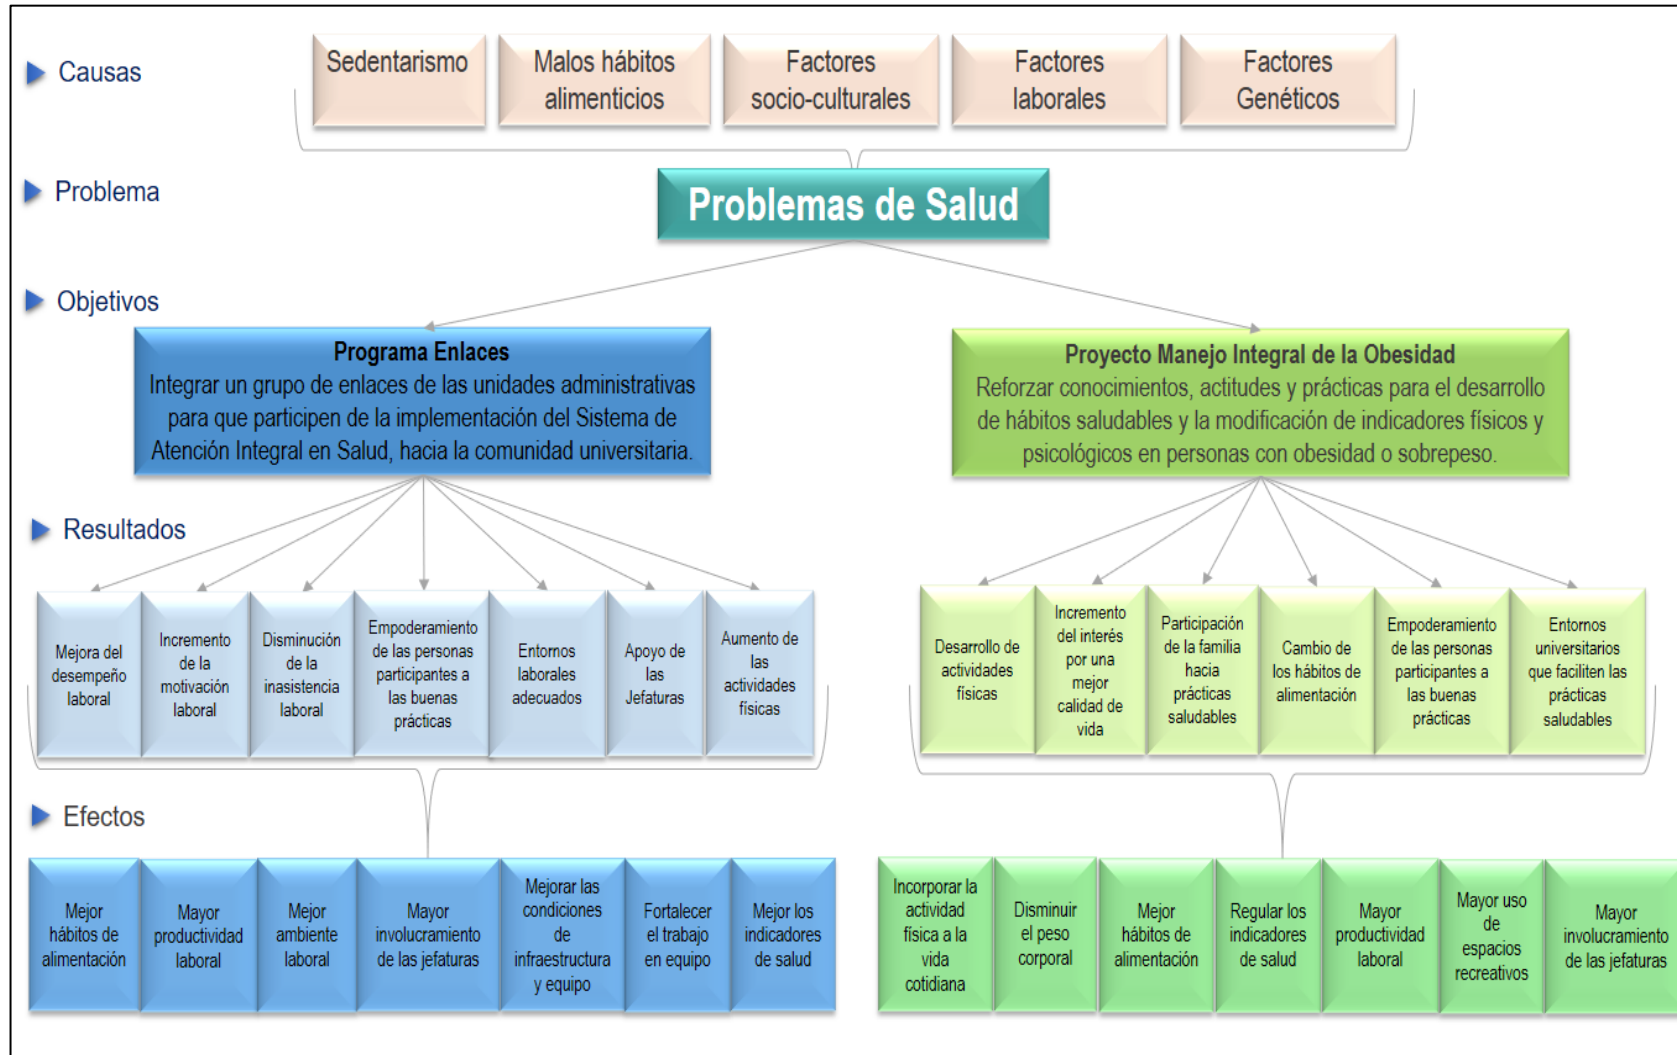 Causas
Sedentarismo
Malos hábitos
alimenticios
Factores
socio-culturales
Factores
laborales
Factores
Genéticos
Problema
Problemas de Salud
Objetivos
Programa Enlaces
Integrar un grupo de enlaces de las unidades administrativas
para que participen de la implementación del Sistema de
Atención Integral en Salud, hacia la comunidad universitaria.
Proyecto Manejo Integral de la Obesidad
Reforzar conocimientos, actitudes y prácticas para el desarrollo
de hábitos saludables y la modificación de indicadores físicos y
psicológicos en personas con obesidad o sobrepeso.
Resultados
Mejora del
desempeño
laboral
Incremento
de la
motivación
laboral
Disminución
de la
inasistencia
laboral
Empoderamiento
de las personas
participantes a
las buenas
prácticas
Entornos
laborales
adecuados
Apoyo de
las
Jefaturas
Aumento de
las
actividades
físicas
Desarrollo de
actividades
físicas
Incremento
del interés
por una
mejor
calidad de
vida
Participación
de la familia
hacia
prácticas
saludables
Cambio de
los hábitos de
alimentación
Empoderamiento
de las personas
participantes a
las buenas
prácticas
Entornos
universitarios
que faciliten las
prácticas
saludables
Efectos
Mejor
hábitos de
alimentación
Mayor
productividad
laboral
Mejor
ambiente
laboral
Mayor
involucramiento
de las jefaturas
Mejorar las
condiciones
de
infraestructura
y equipo
Fortalecer
el trabajo
en equipo
Mejor los
indicadores
de salud
Incorporar la
actividad
física a la
vida
cotidiana
Disminuir
el peso
corporal
Mejor
hábitos de
alimentación
Regular los
indicadores
de salud
Mayor
productividad
laboral
Mayor uso
de
espacios
recreativos
Mayor
involucramiento
de las jefaturas